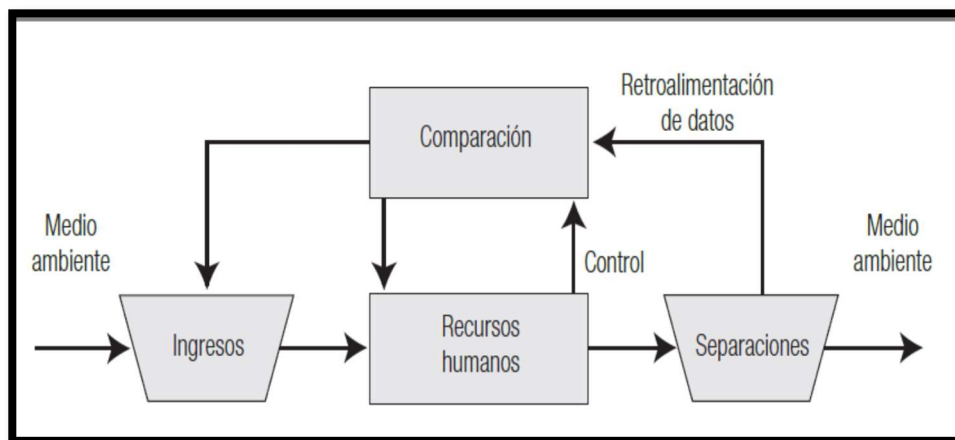 Retroalimentación
de datos
Comparación
Medio
ambiente
Control
Medio
ambiente
Ingresos
Recursos
humanos
Separaciones